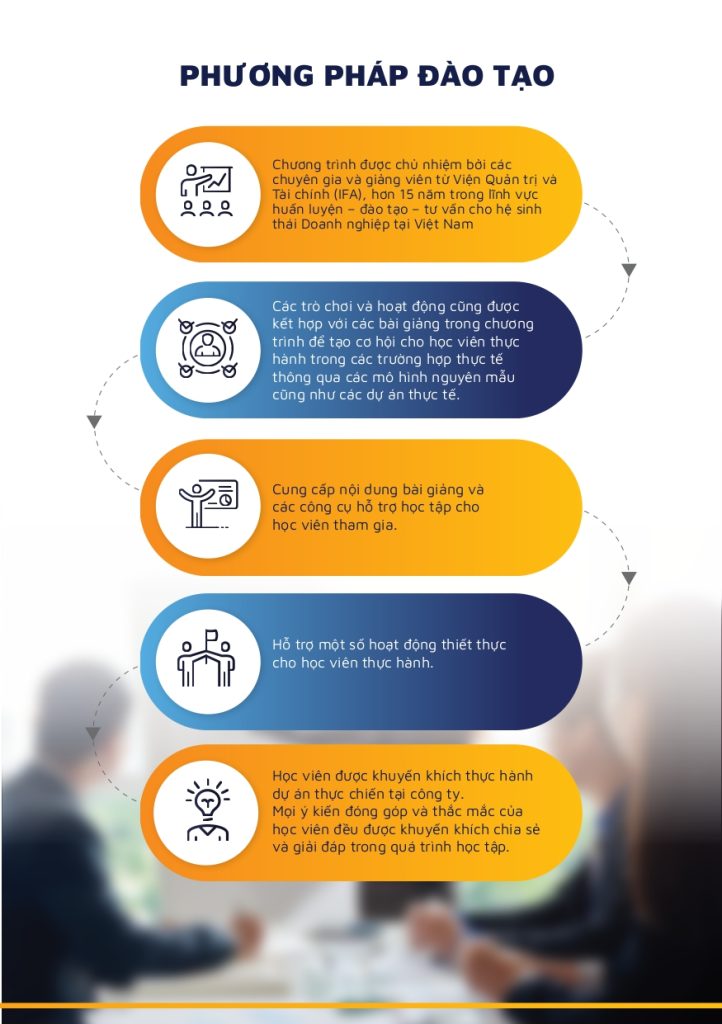 PHƯƠNG PHÁP ĐÀO TẠO
Chương trình được chủ nhiệm bởi các
chuyên gia và giảng viên từ Viện Quản trị và
Tài chính (IFA), hơn 15 năm trong lĩnh vực
huấn luyện – đào tạo – tư vấn cho hệ sinh
thái Doanh nghiệp tại Việt Nam
Các trò chơi và hoạt động cũng được
kết hợp với các bài giảng trong chương
trình để tạo cơ hội cho học viên thực
hành trong các trường hợp thực tế
thông qua các mô hình nguyên mẫu
cũng như các dự án thực tế.
Cung cấp nội dung bài giảng và
các công cụ hỗ trợ học tập cho
học viên tham gia.
Hỗ trợ một số hoạt động thiết thực
cho học viên thực hành.
Học viên được khuyến khích thực hành
dự án thực chiến tại công ty.
Mọi ý kiến đóng góp và thắc mắc của
học viên đều được khuyến khích chia sẻ
và giải đáp trong quá trình học tập.